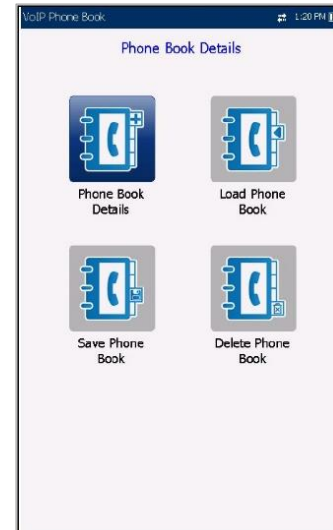 VoIP Phone Book
1:20 PM
Phone Book Details
Phone Book
Details
Load Phone
Book
Save Phone
Book
Delete Phone
Book